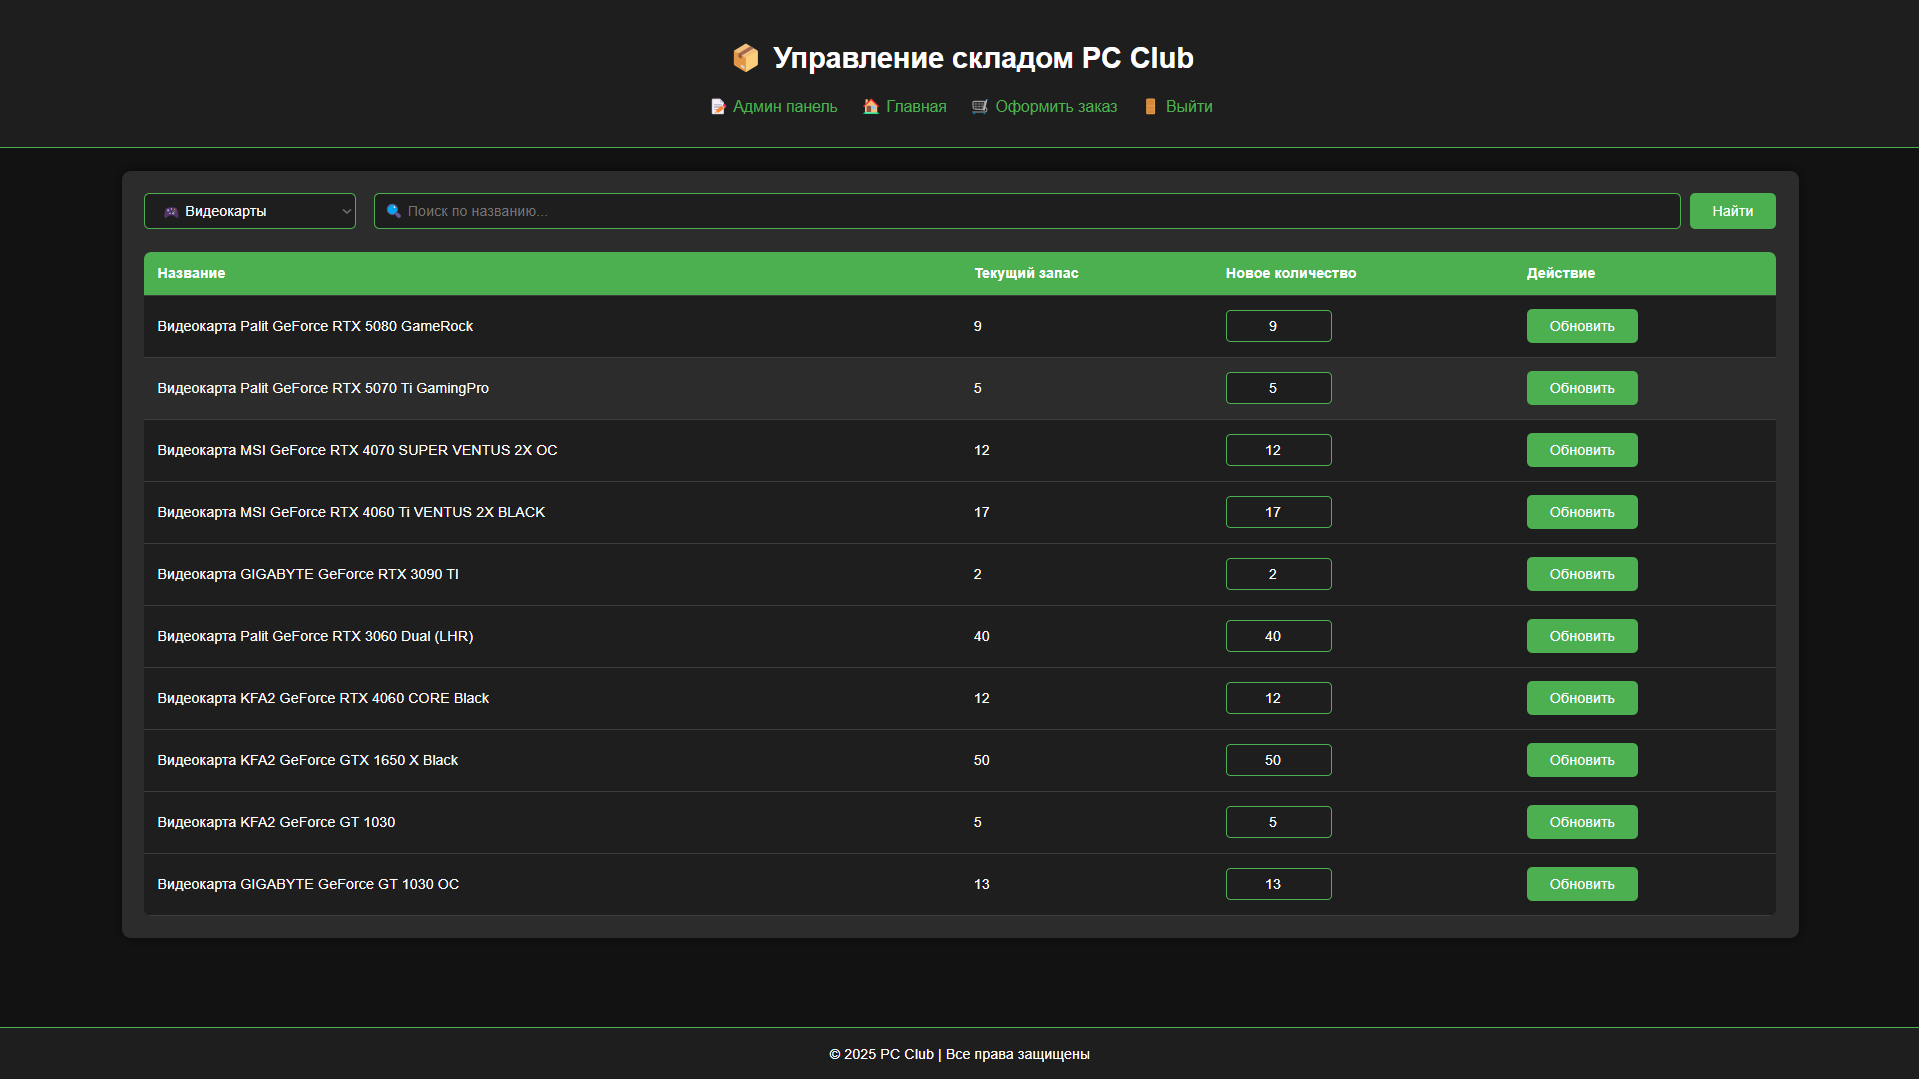 Управление складом PC Club
Админ панель Главная Оформить заказ Выйти
Видеокарты Поиск по названию... Найти
Название Текущий запас Новое количество Действие
Видеокарта Palit GeForce RTX 5080 GameRock 9 9 Обновить
Видеокарта Palit GeForce RTX 5070 Ti GamingPro 5 5 Обновить
Видеокарта MSI GeForce RTX 4070 SUPER VENTUS 2X OC 12 12 Обновить
Видеокарта MSI GeForce RTX 4060 Ti VENTUS 2X BLACK 17 17 Обновить
Видеокарта GIGABYTE GeForce RTX 3090 TI 2 2 Обновить
Видеокарта Palit GeForce RTX 3060 Dual (LHR) 40 40 Обновить
Видеокарта KFA2 GeForce RTX 4060 CORE Black 12 12 Обновить
Видеокарта KFA2 GeForce GTX 1650 X Black 50 50 Обновить
Видеокарта KFA2 GeForce GT 1030 5 5 Обновить
Видеокарта GIGABYTE GeForce GT 1030 OC 13 13 Обновить
© 2025 PC Club | Все права защищены